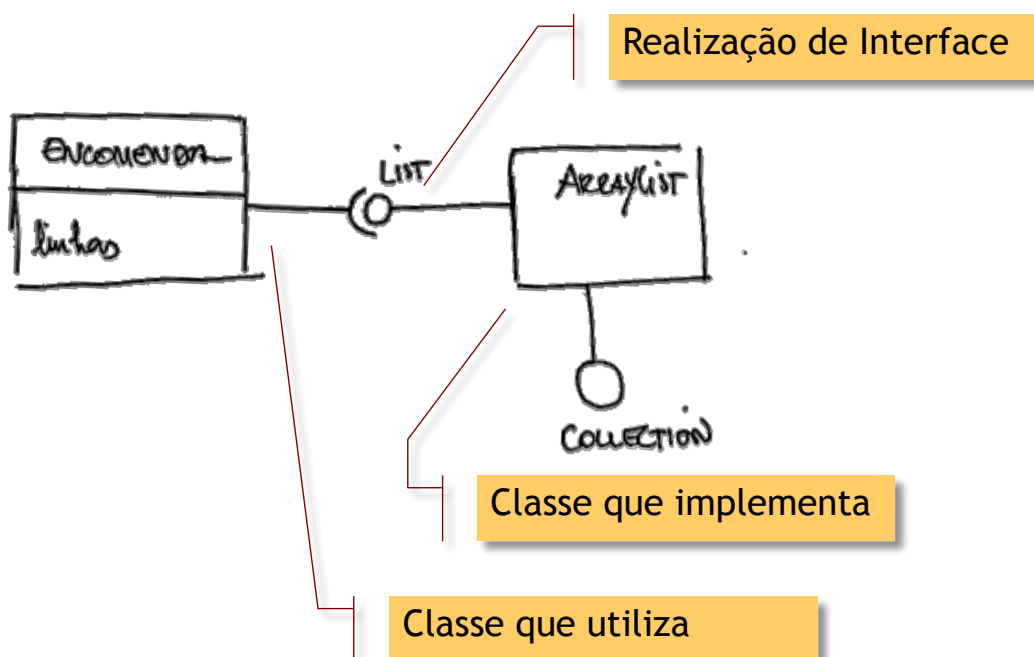 Realização de Interface
ENCOMENDA
LIST
ARRAYLIST
linhas
COLLECTION
Classe que implementa
Classe que utiliza